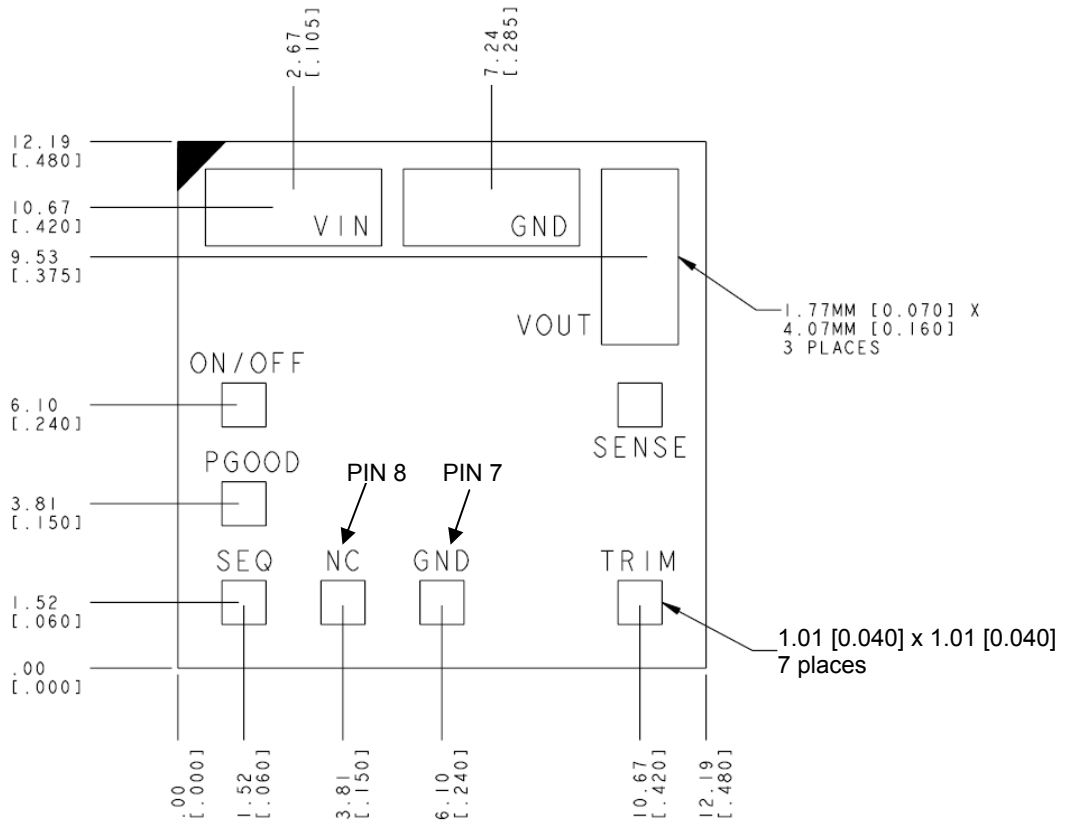 2.67
[.105]
7.24
[.285]
12.19
[.480]
10.67
[.420]
VIN
GND
9.53
[.375]
VOUT
1.77MM [0.070] X
4.07MM [0.160]
3 PLACES
ON/OFF
6.10
[.240]
SENSE
PGOOD
PIN 8
PIN 7
3.81
[.150]
SEQ
NC
GND
TRIM
1.52
[.060]
1.01 [0.040] x 1.01 [0.040]
7 places
.00
[.000]
.00
[.000]
1.52
[.060]
3.81
[.150]
6.10
[.240]
10.67
[.420]
12.19
[.480]